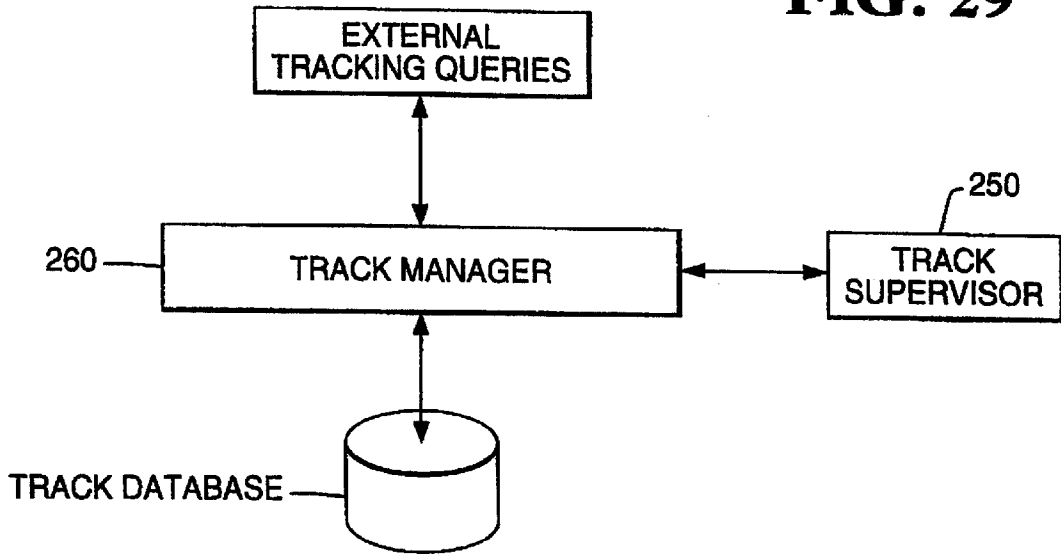 FIG. 29
EXTERNAL
TRACKING QUERIES
250
260
TRACK MANAGER
TRACK
SUPERVISOR
TRACK DATABASE